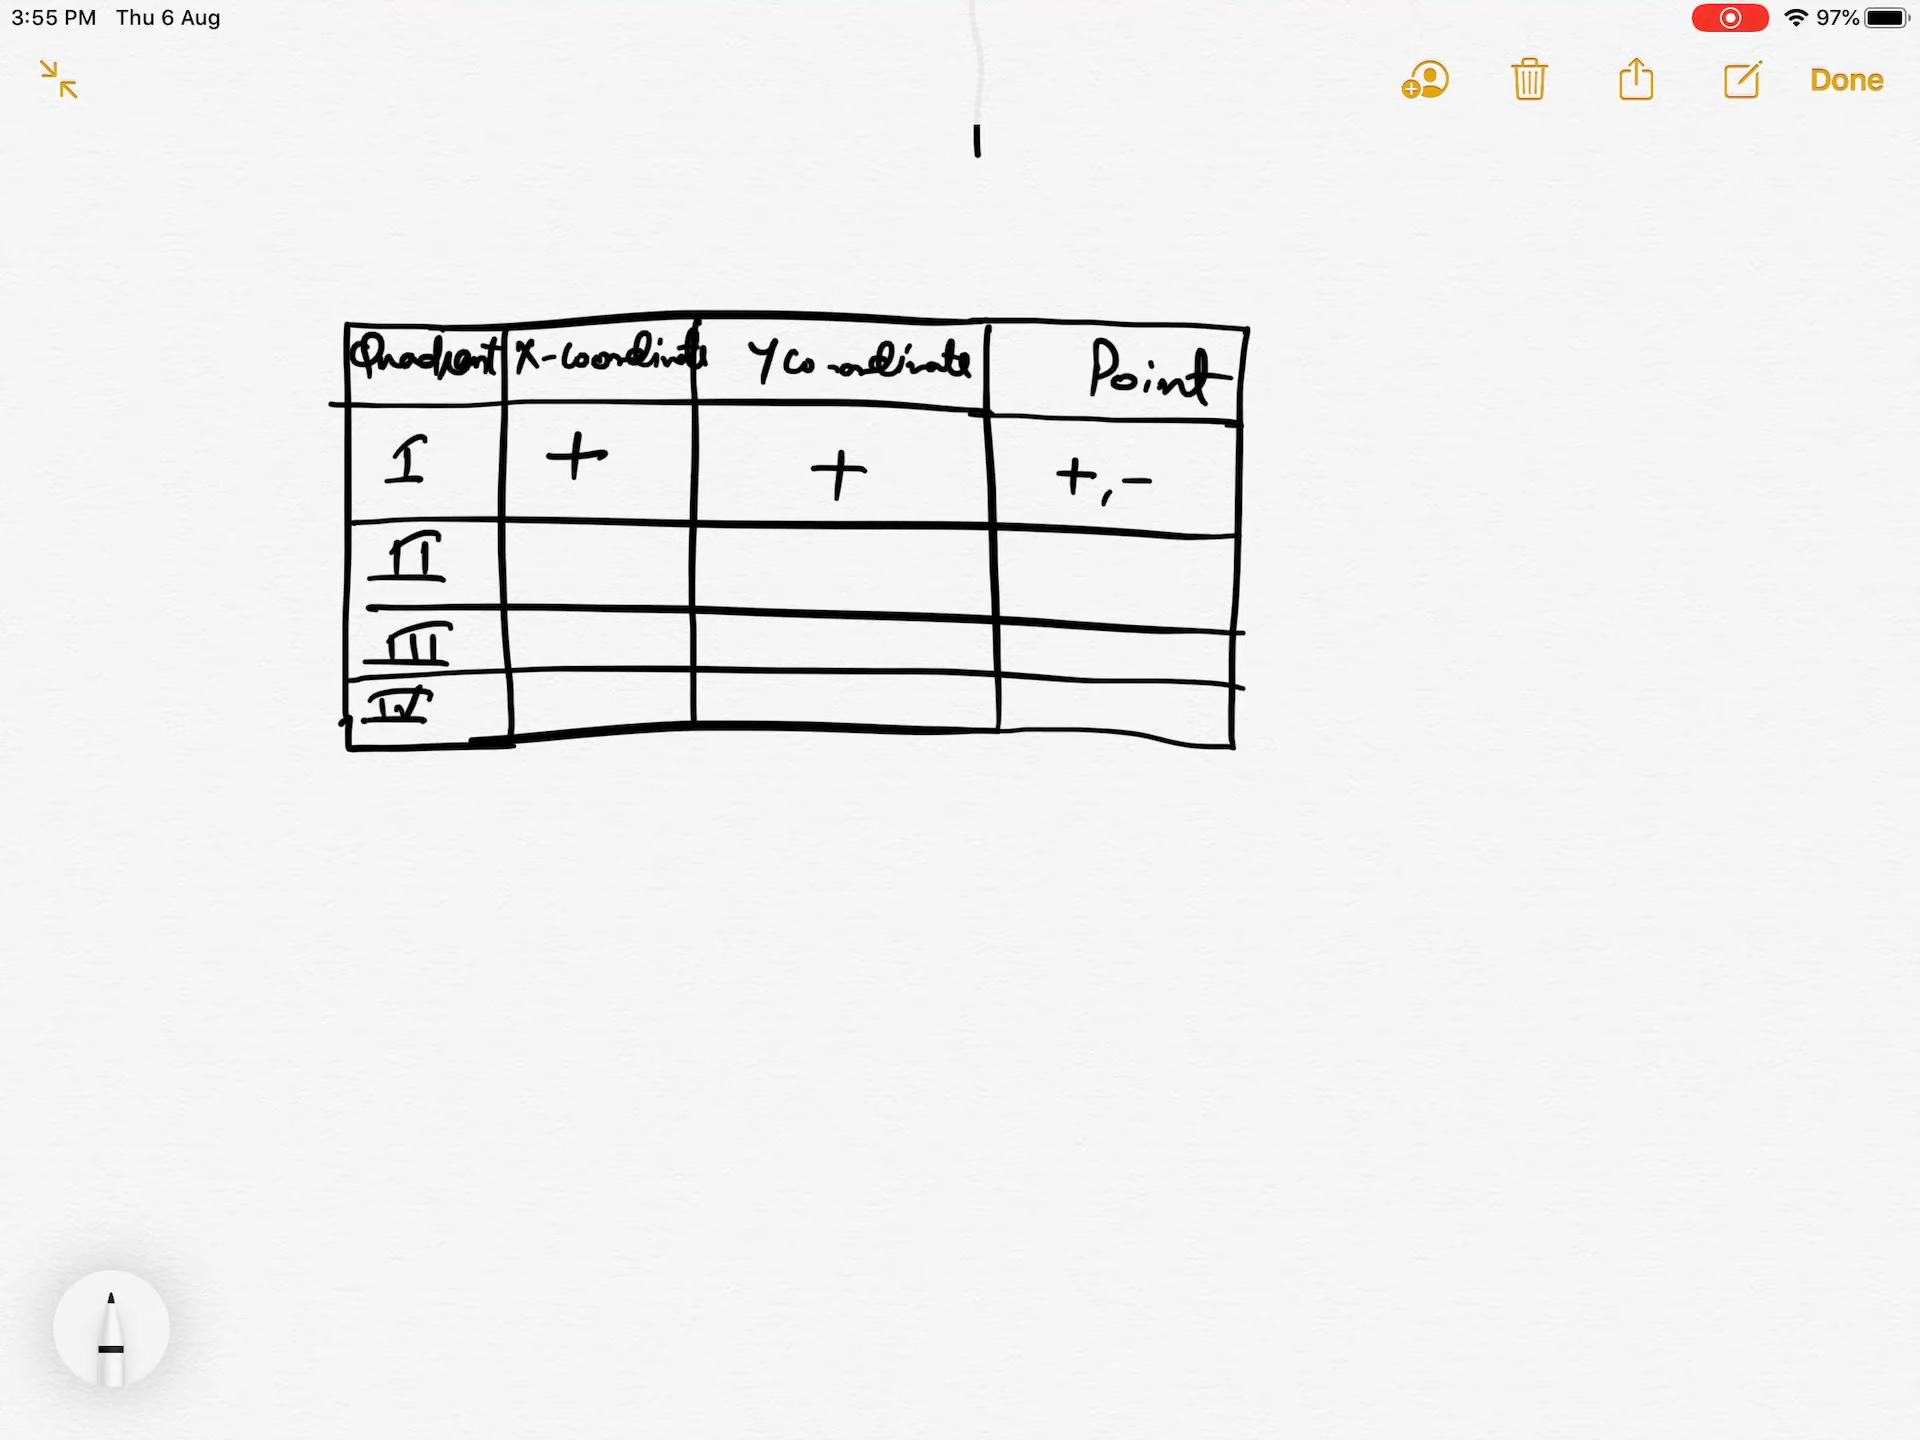 3:55 PM Thu 6 Aug 97%
Done
Quadrant X-coordinate Y co-ordinate Point
I + + +,-
II
III
IV